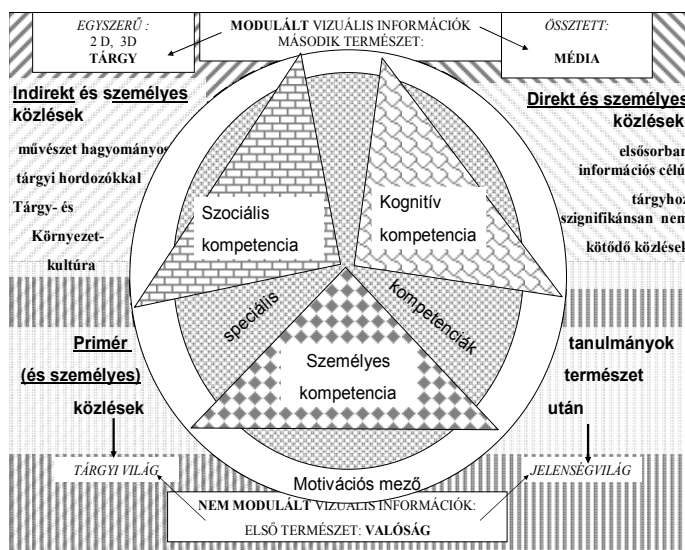 EGYSZERŰ :
2 D, 3D
TÁRGY
MODULÁLT VIZUÁLIS INFORMÁCIÓK
MÁSODIK TERMÉSZET:
ÖSSZTETT:
MÉDIA
Indirekt és személyes
közlések
művészet hagyományos
tárgyi hordozókkal
Tárgy- és
Környezet-
kultúra
Direkt és személyes
közlések
elsősorban
információs célú
tárgyhoz
szignifikánsan nem
kötődő közlések
Szociális
kompetencia
Kognitív
kompetencia
speciális
kompetenciák
Személyes
kompetencia
Primér
(és személyes)
közlések
tanulmányok
természet
után
TÁRGYI VILÁG
JELENSÉGVILÁG
Motivációs mező
NEM MODULÁLT VIZUÁLIS INFORMÁCIÓK:
ELSŐ TERMÉSZET: VALÓSÁG